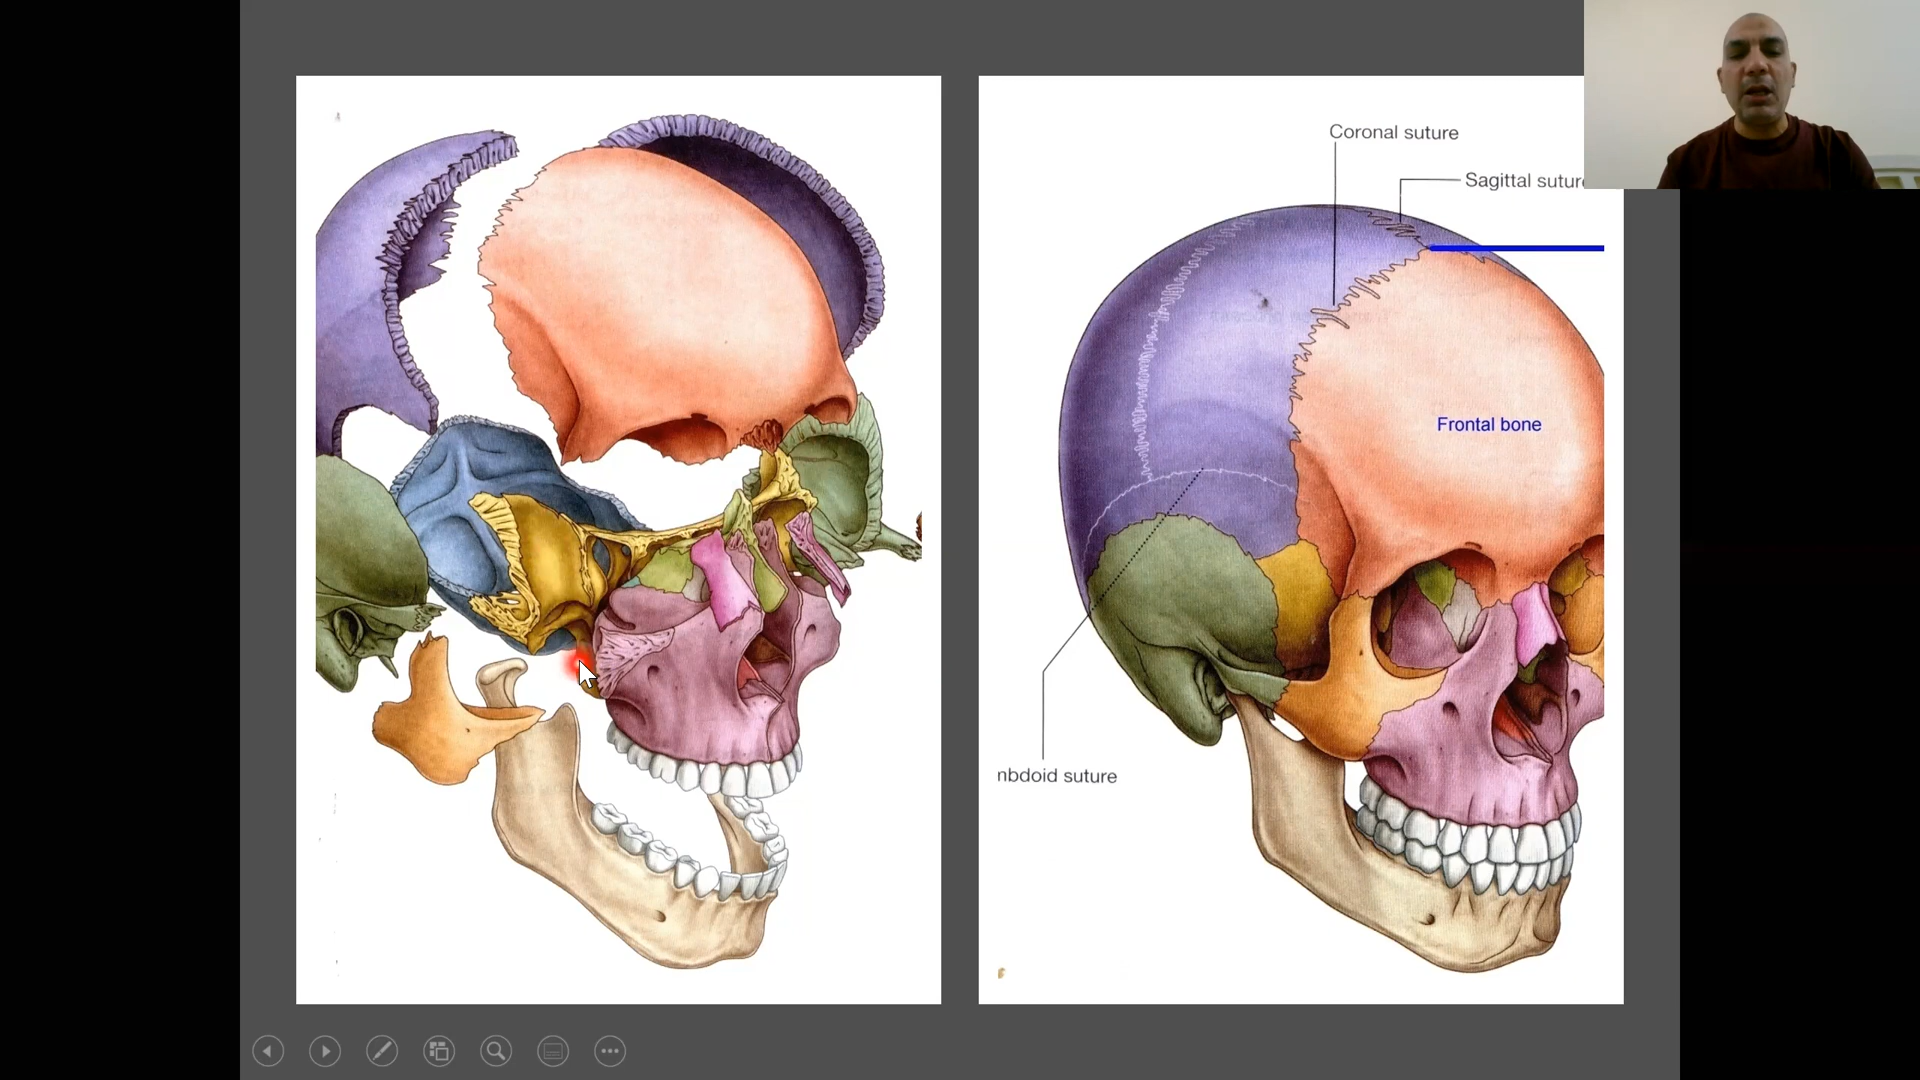 Coronal suture
Sagittal sutur
Frontal bone
nbdoid suture